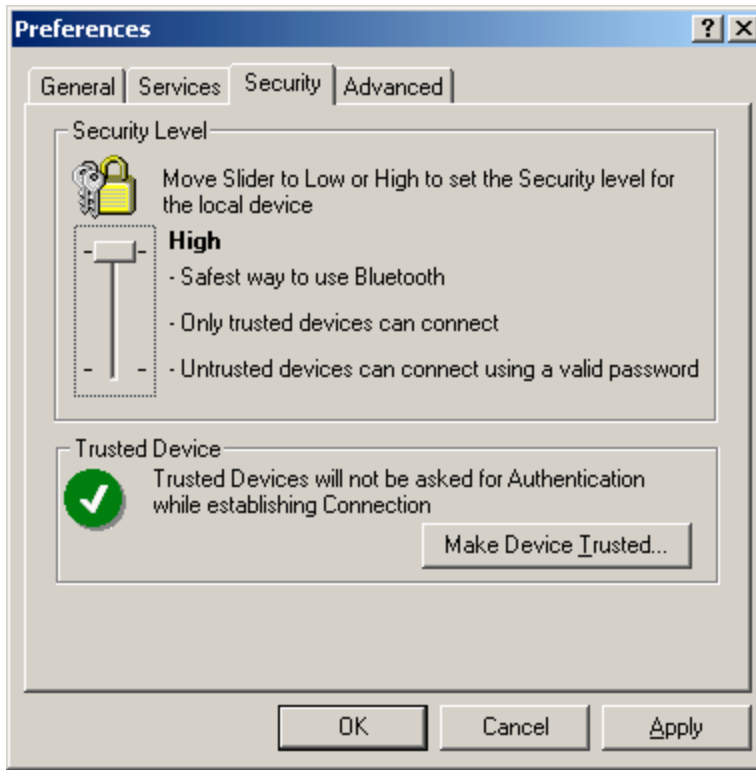 Preferences
General Services Security Advanced
Security Level
Move Slider to Low or High to set the Security level for
the local device
High
- Safest way to use Bluetooth
- Only trusted devices can connect
- Untrusted devices can connect using a valid password
Trusted Device
Trusted Devices will not be asked for Authentication
while establishing Connection
Make Device Trusted...
OK Cancel Apply